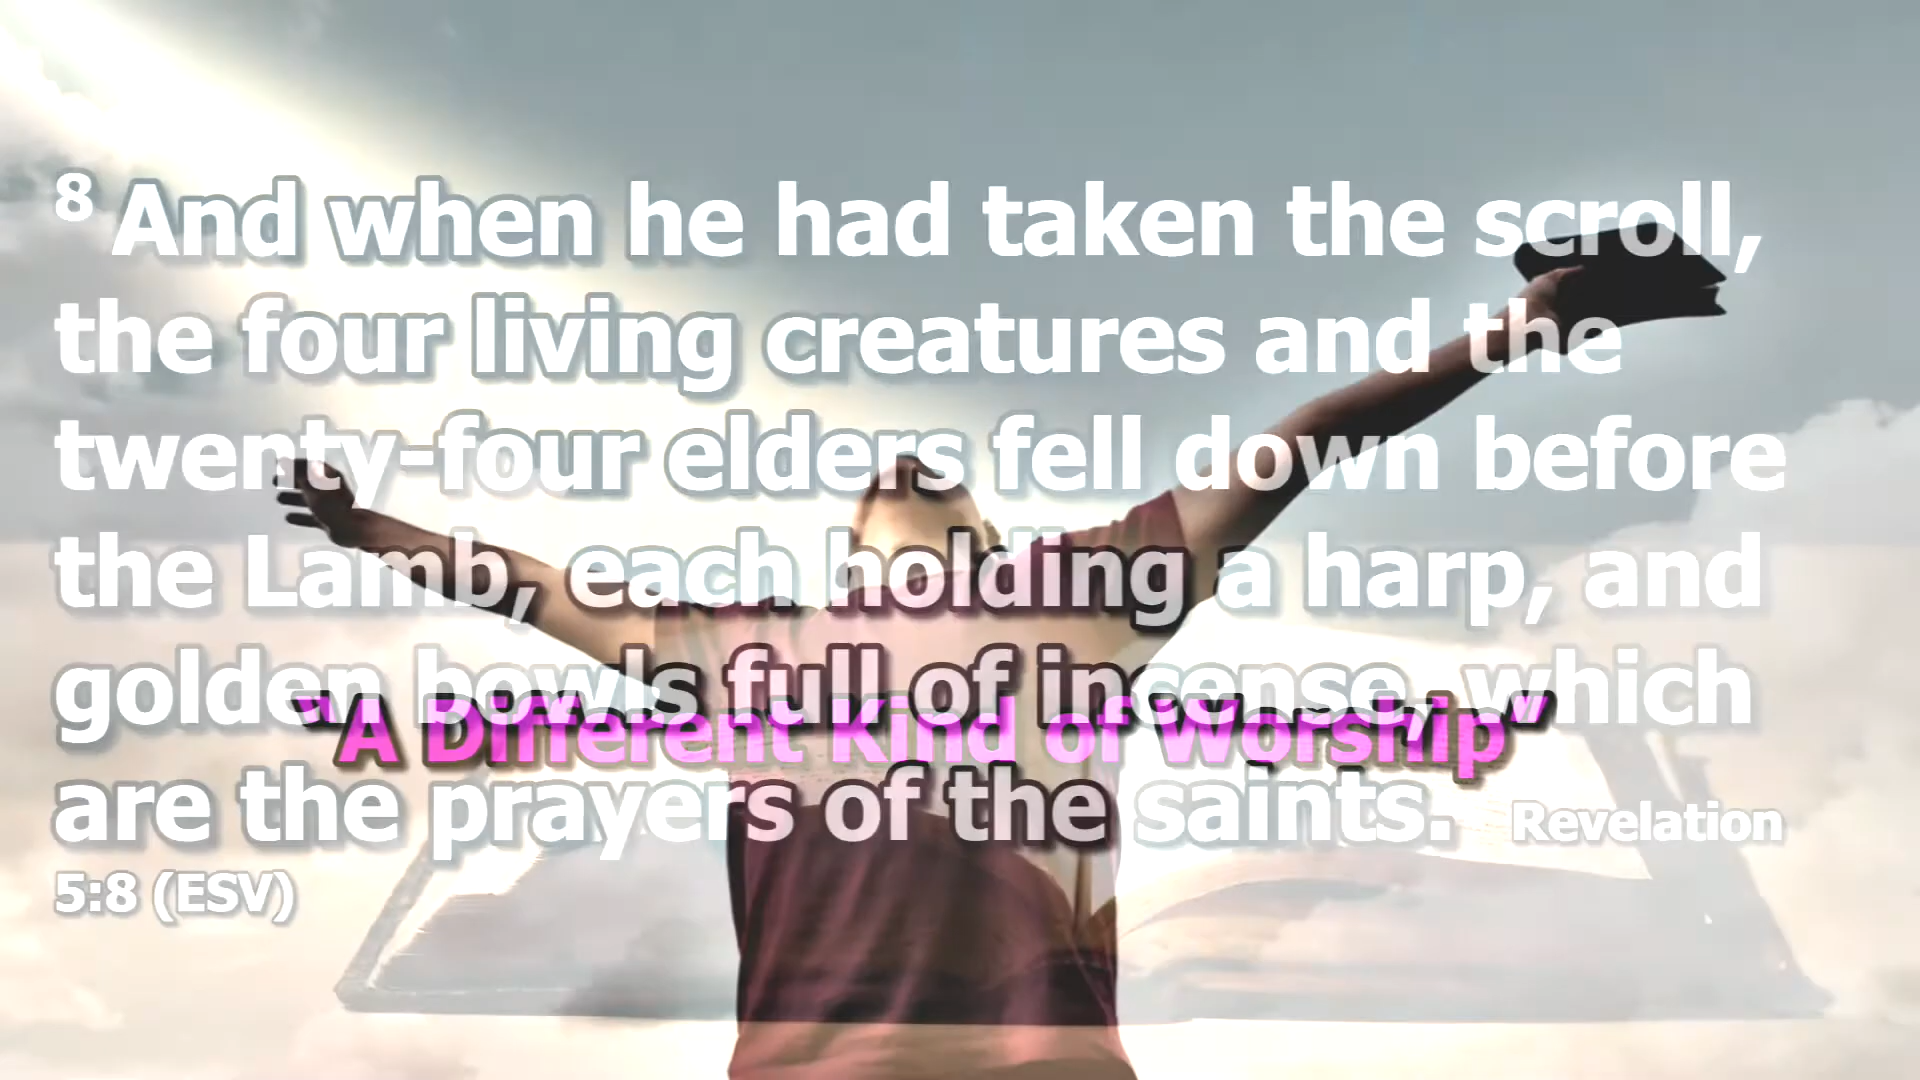 8 And when he had taken the scroll,
the four living creatures and the
twenty-four elders fell down before
the Lamb, each holding a harp, and
golden bowls full of incense, which
“A Different Kind of Worship”
are the prayers of the saints. Revelation
5:8 (ESV)